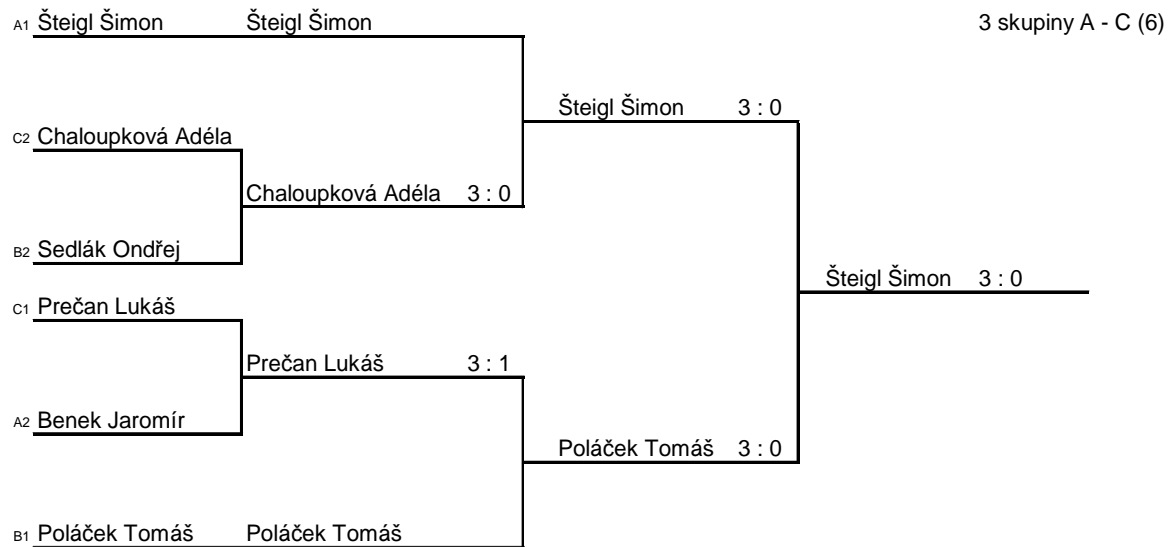 A1 Šteigl Šimon Šteigl Šimon 3 skupiny A - C (6)
Šteigl Šimon 3 : 0
C2 Chaloupková Adéla
Chaloupková Adéla 3 : 0
B2 Sedlák Ondřej
Šteigl Šimon 3 : 0
C1 Prečan Lukáš
Prečan Lukáš 3 : 1
A2 Benek Jaromír
Poláček Tomáš 3 : 0
B1 Poláček Tomáš Poláček Tomáš